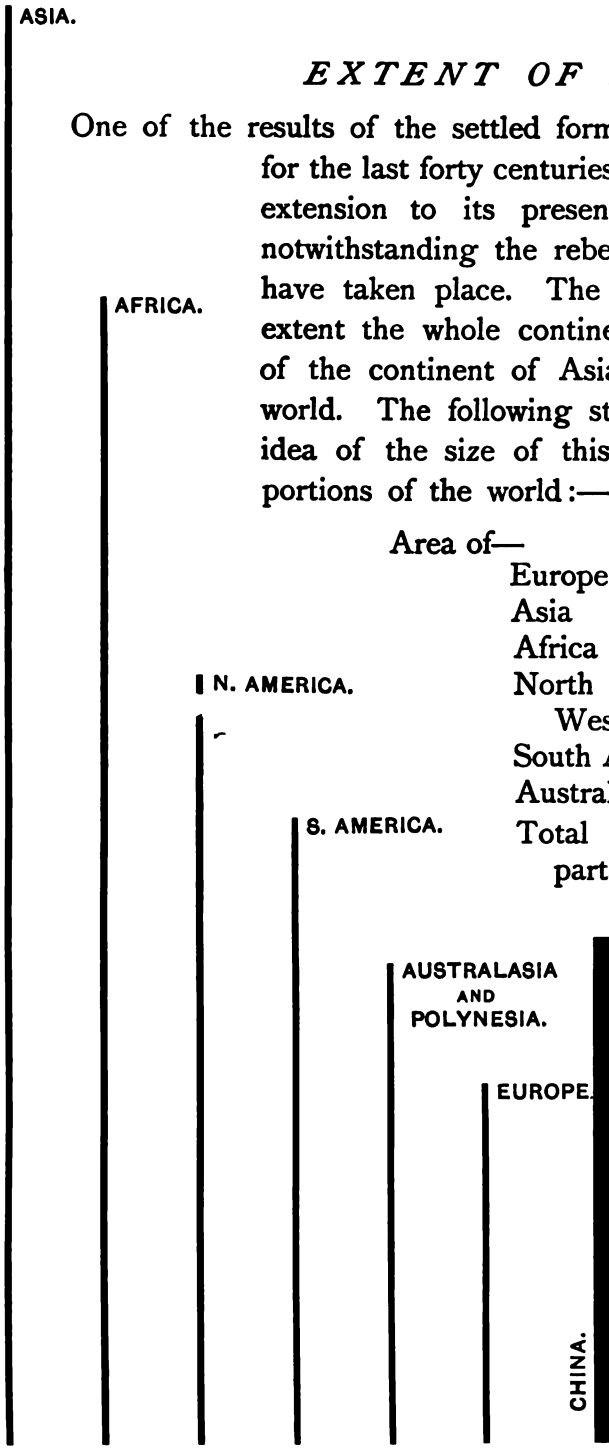 ASIA.
EXTENT OF
One of the results of the settled form
for the last forty centuries
extension to its presen
notwithstanding the rebe
AFRICA.
have taken place. The
extent the whole contine
of the continent of Asia
world. The following st
idea of the size of this
portions of the world:—
Area of—
Europe
Asia
Africa
N. AMERICA.
North
Wes
South A
Austral
S. AMERICA.
Total
part
AUSTRALASIA
AND
POLYNESIA.
EUROPE.
CHINA.